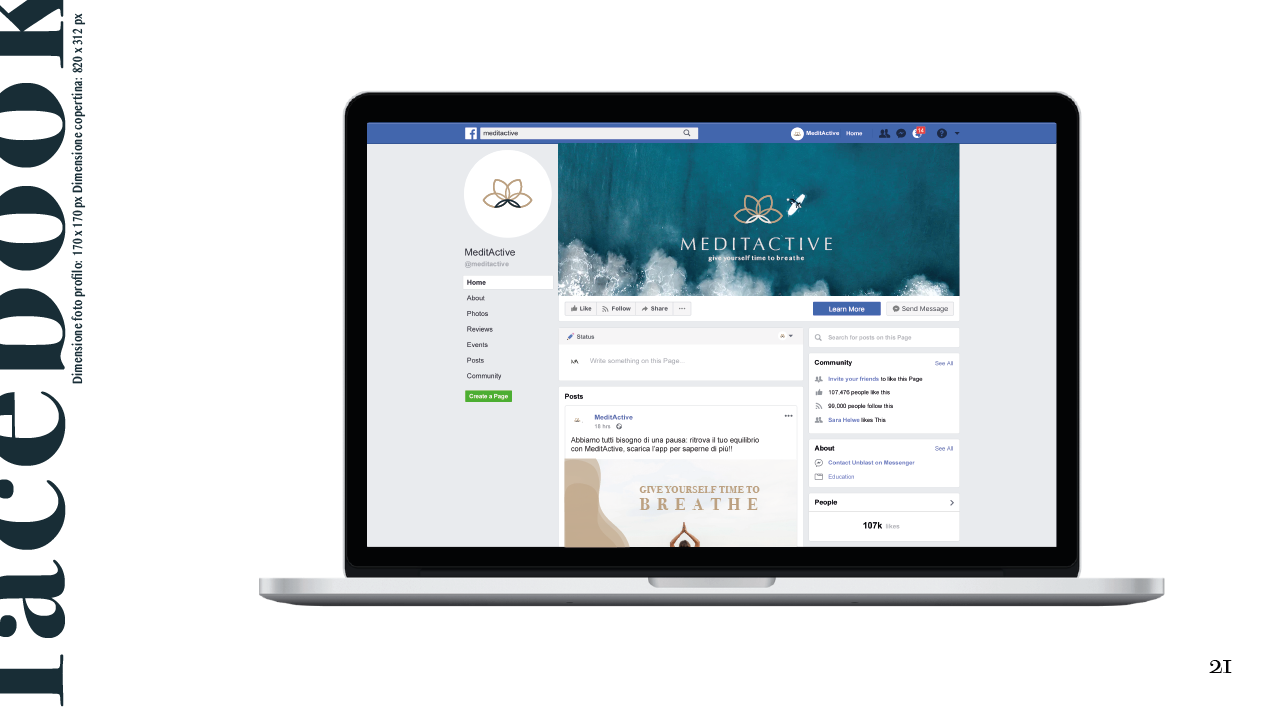 facebook
Dimensione foto profilo: 170 x 170 px Dimensione copertina: 820 x 312 px
meditactive
MeditActive Home
14
MEDITACTIVE
give yourself time to breathe
MeditActive
@meditactive
Home
About
Photos
Reviews
Events
Posts
Community
Create a Page
Like Follow Share
Learn More
Send Message
Status
Write something on this Page..
Posts
MeditActive
18 hrs
Abbiamo tutti bisogno di una pausa: ritrova il tuo equilibrio
con MeditActive, scarica l'app per saperne di più!!
GIVE YOURSELF TIME TO
BREATHE
Search for posts on this Page
Community See All
Invite your friends to like this Page
107,476 people like this
99,000 people follow this
Sara Helwe likes This
About See All
Contact Unblast on Messenger
Education
People
107k likes
21